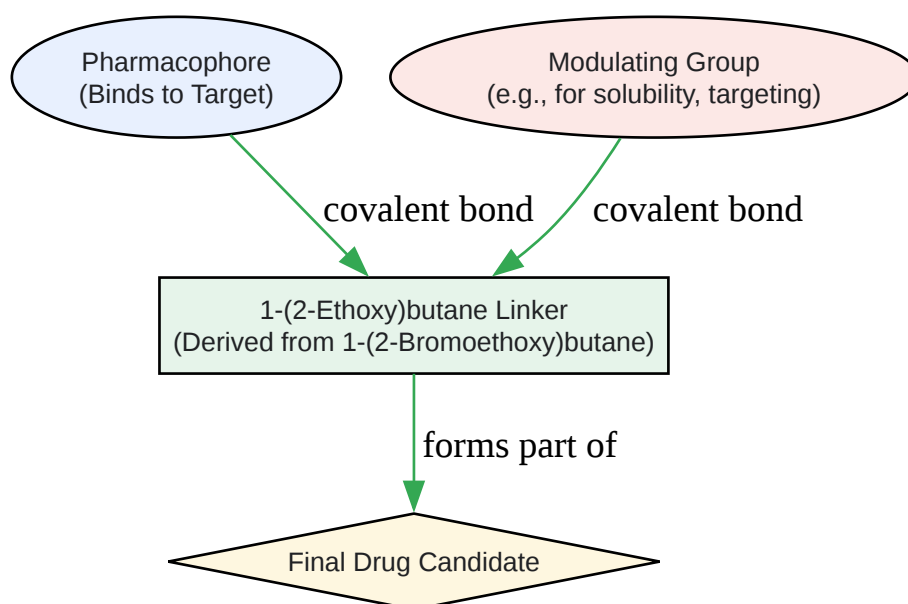 Pharmacophore
(Binds to Target)
Modulating Group
(e.g., for solubility, targeting)
covalent bond
covalent bond
1-(2-Ethoxy)butane Linker
(Derived from 1-(2-Bromoethoxy)butane)
forms part of
Final Drug Candidate